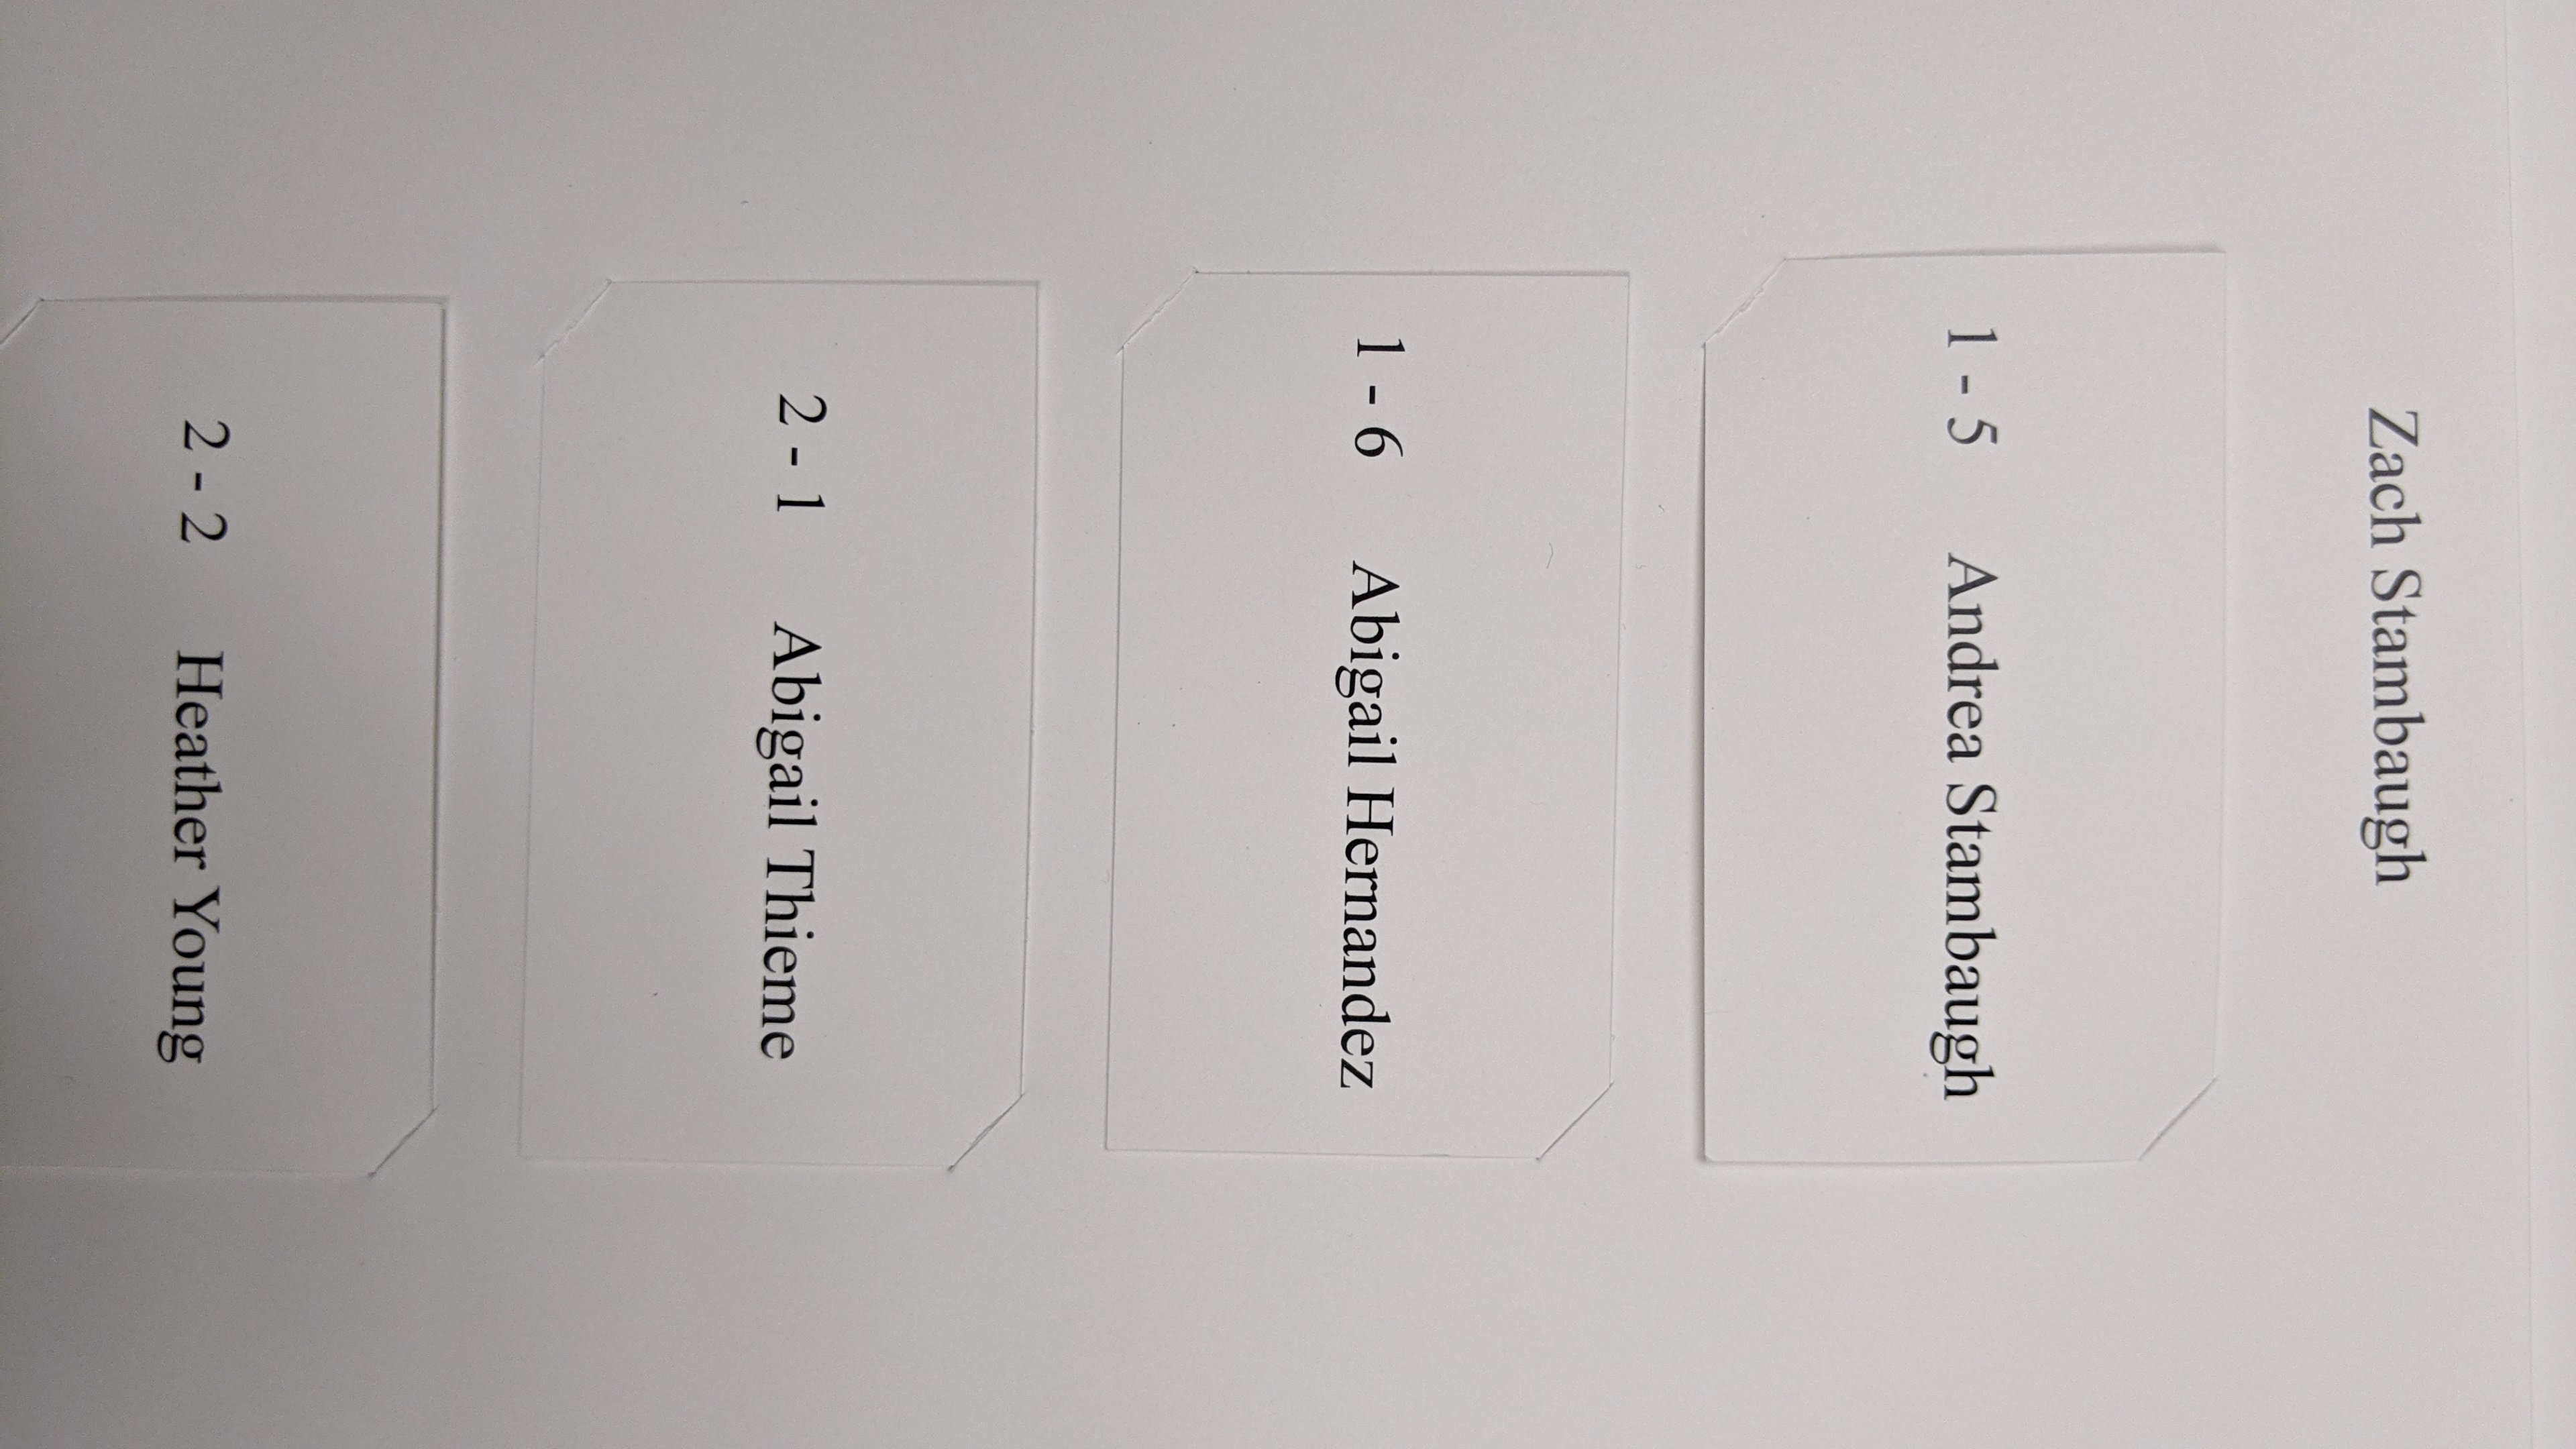 Zach Stambaugh
1 - 5 Andrea Stambaugh
1 - 6 Abigail Hernandez
2 - 1 Abigail Thieme
2 - 2 Heather Young